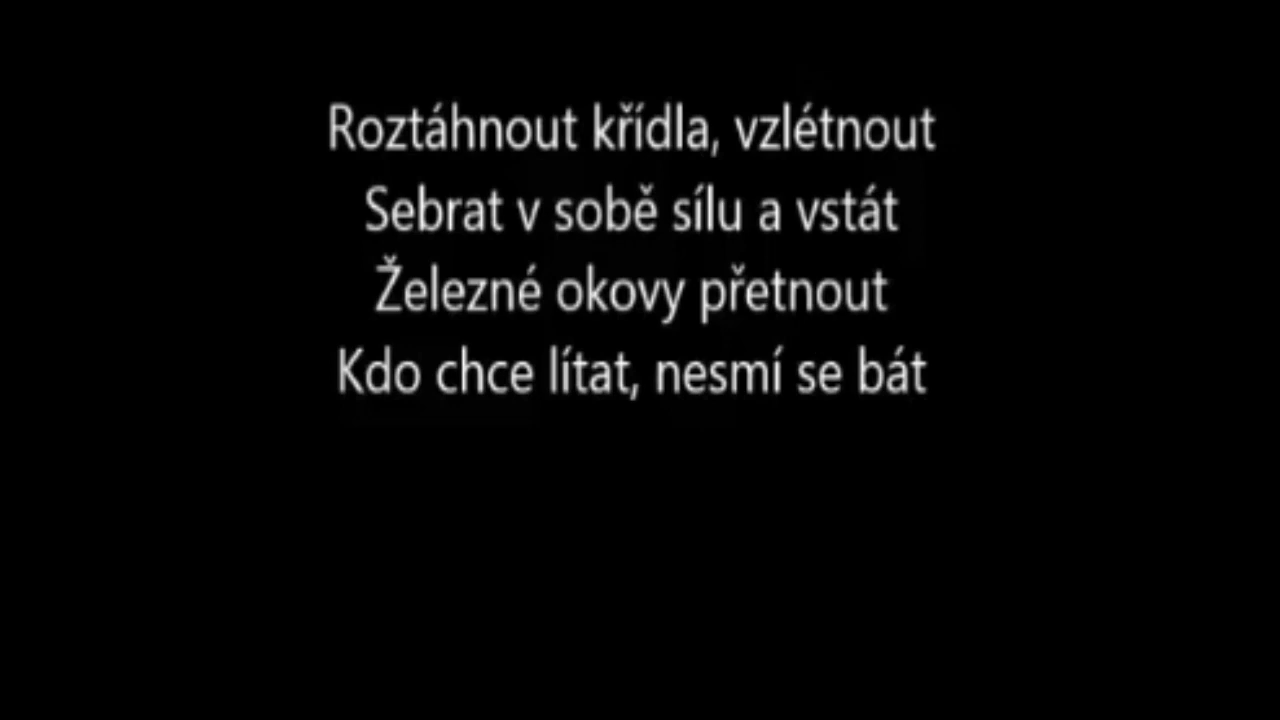 Roztáhnout křídla, vzlétnout
Sebrat v sobě sílu a vstát
Železné okovy přetnout
Kdo chce lítat, nesmí se bát